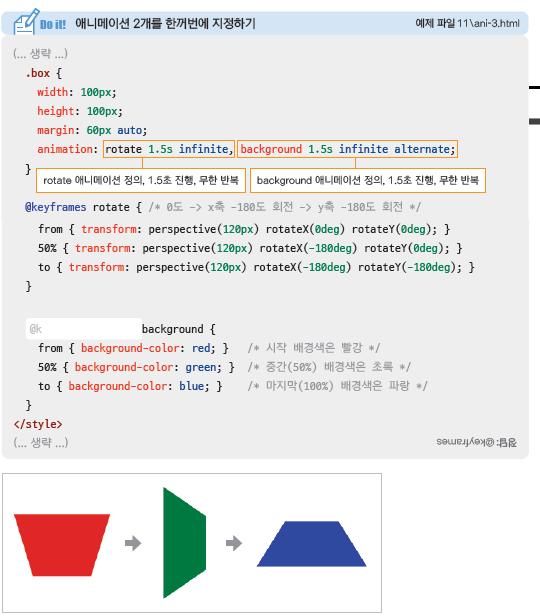 Do it! 애니메이션 2개를 한꺼번에 지정하기 예제 파일 11\ani-3.html
(... 생략 ...)
.box {
width: 100px;
height: 100px;
margin: 60px auto;
animation: rotate 1.5s infinite, background 1.5s infinite alternate;
}
rotate 애니메이션 정의, 1.5초 진행, 무한 반복 background 애니메이션 정의, 1.5초 진행, 무한 반복
@keyframes rotate { /* 0도 -> x축 -180도 회전 -> y축 -180도 회전 */
from { transform: perspective(120px) rotateX(0deg) rotateY(0deg); }
50% { transform: perspective(120px) rotateX(-180deg) rotateY(0deg); }
to { transform: perspective(120px) rotateX(-180deg) rotateY(-180deg); }
}
@k background {
from { background-color: red; } /* 시작 배경색은 빨강 */
50% { background-color: green; } /* 중간(50%) 배경색은 초록 */
to { background-color: blue; } /* 마지막(100%) 배경색은 파랑 */
}
</style>
(... 생략 ...) 정답: @keyframes